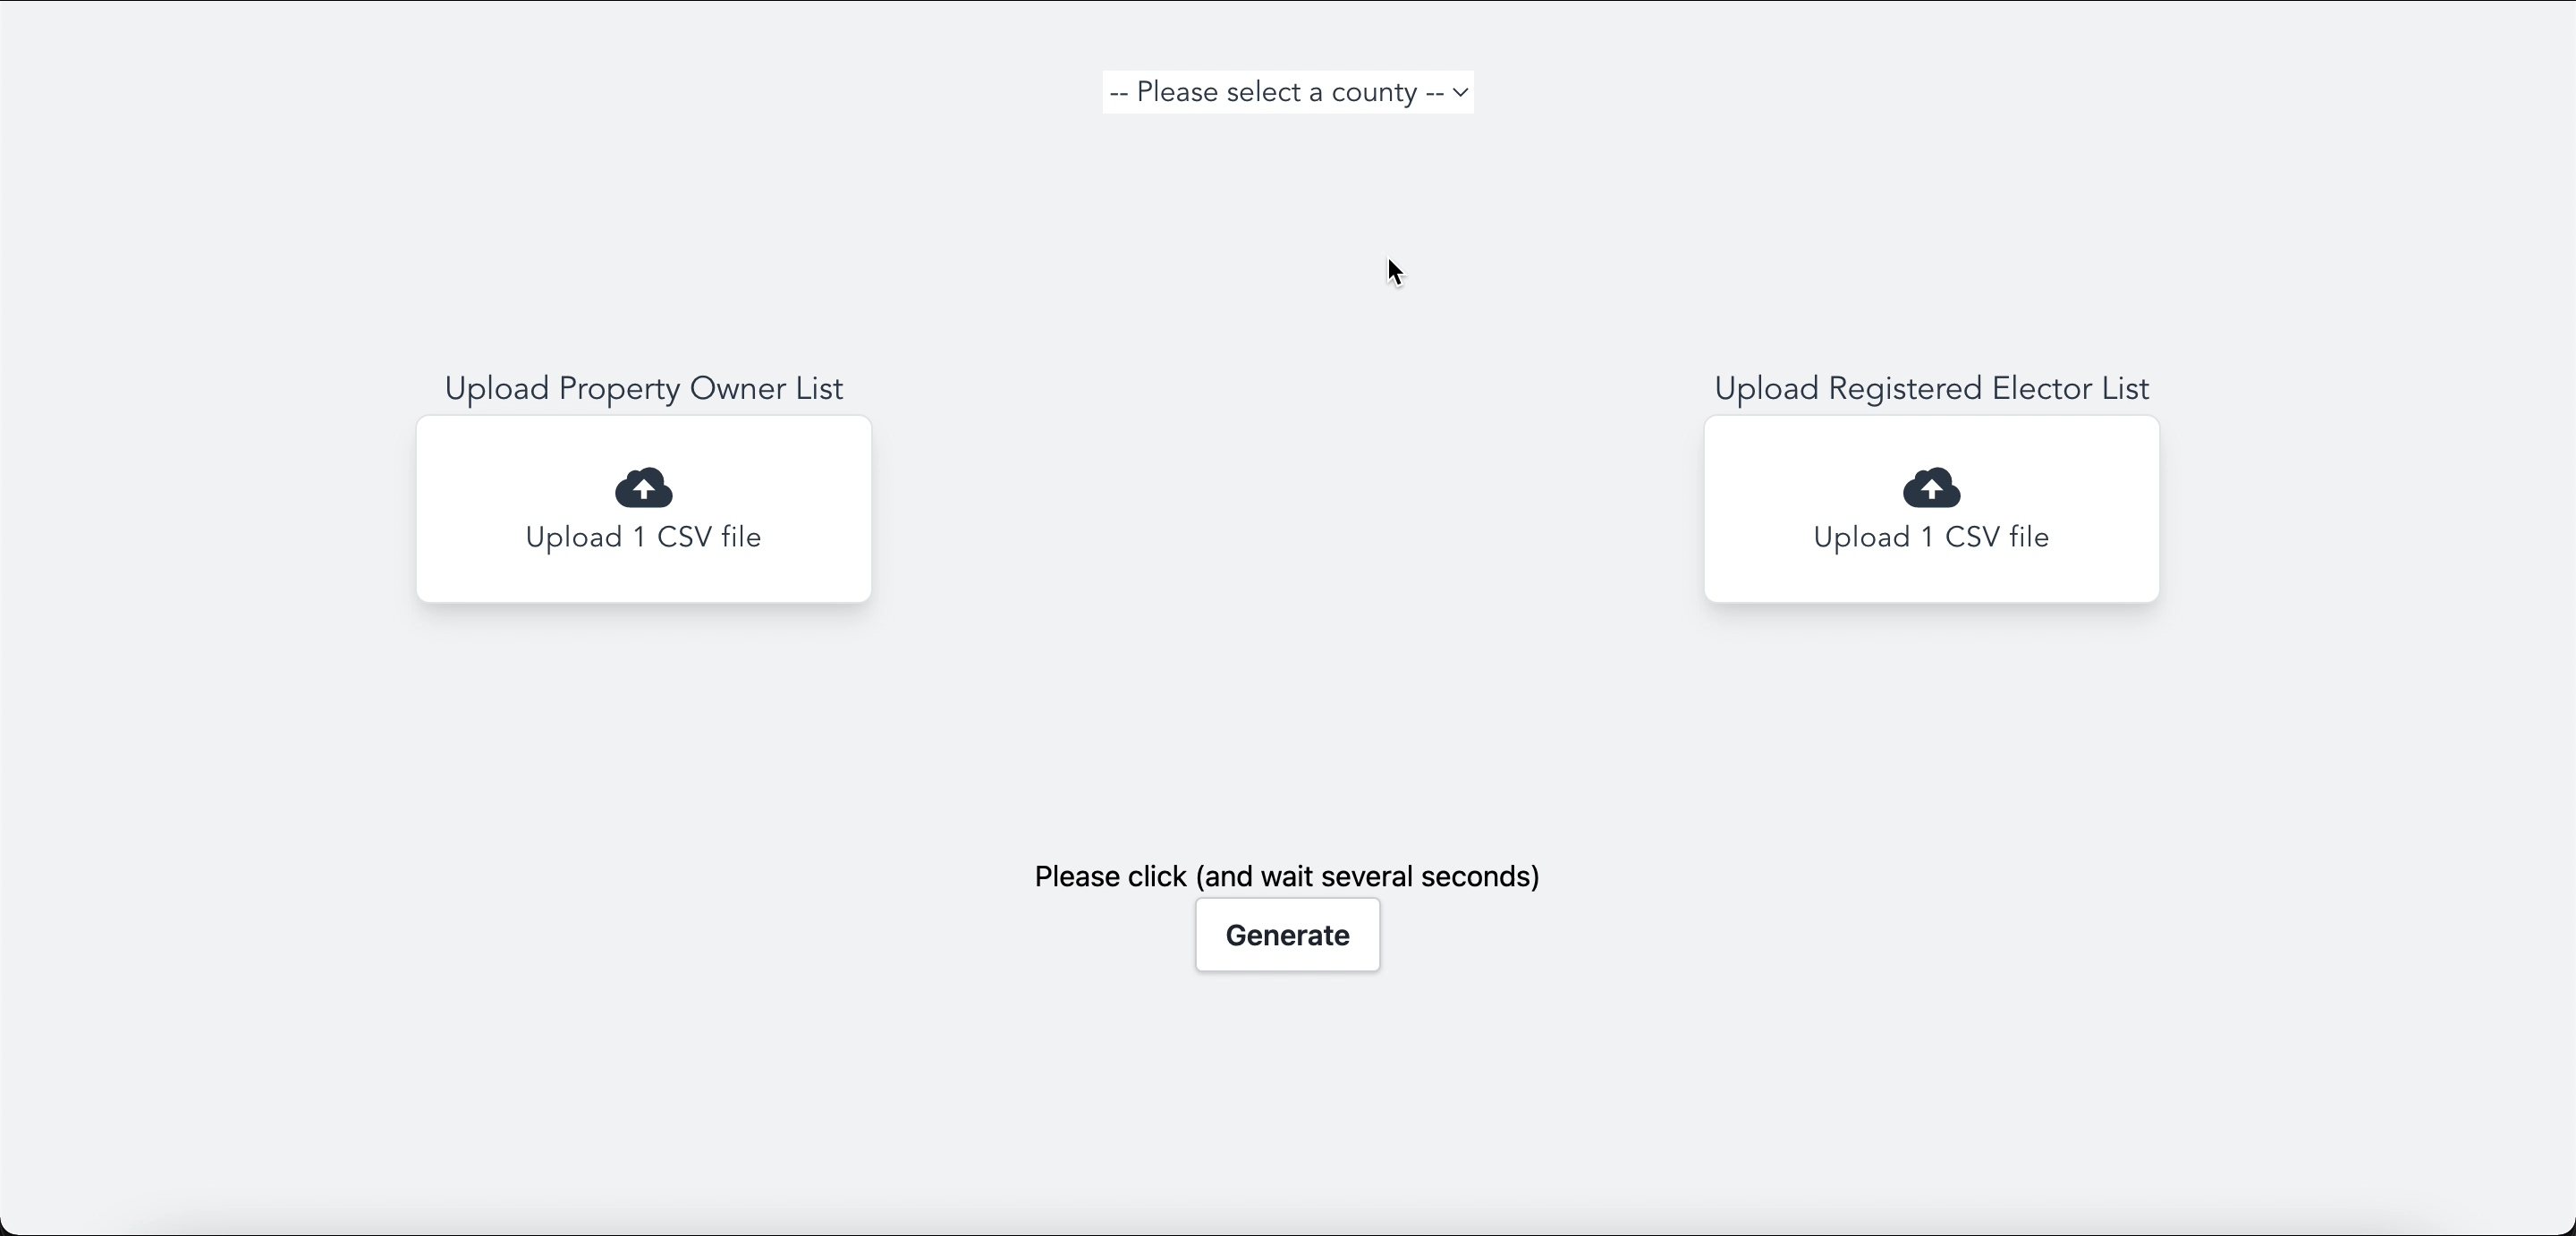 -- Please select a county --
Upload Property Owner List
Upload 1 CSV file
Upload Registered Elector List
Upload 1 CSV file
Please click (and wait several seconds)
Generate